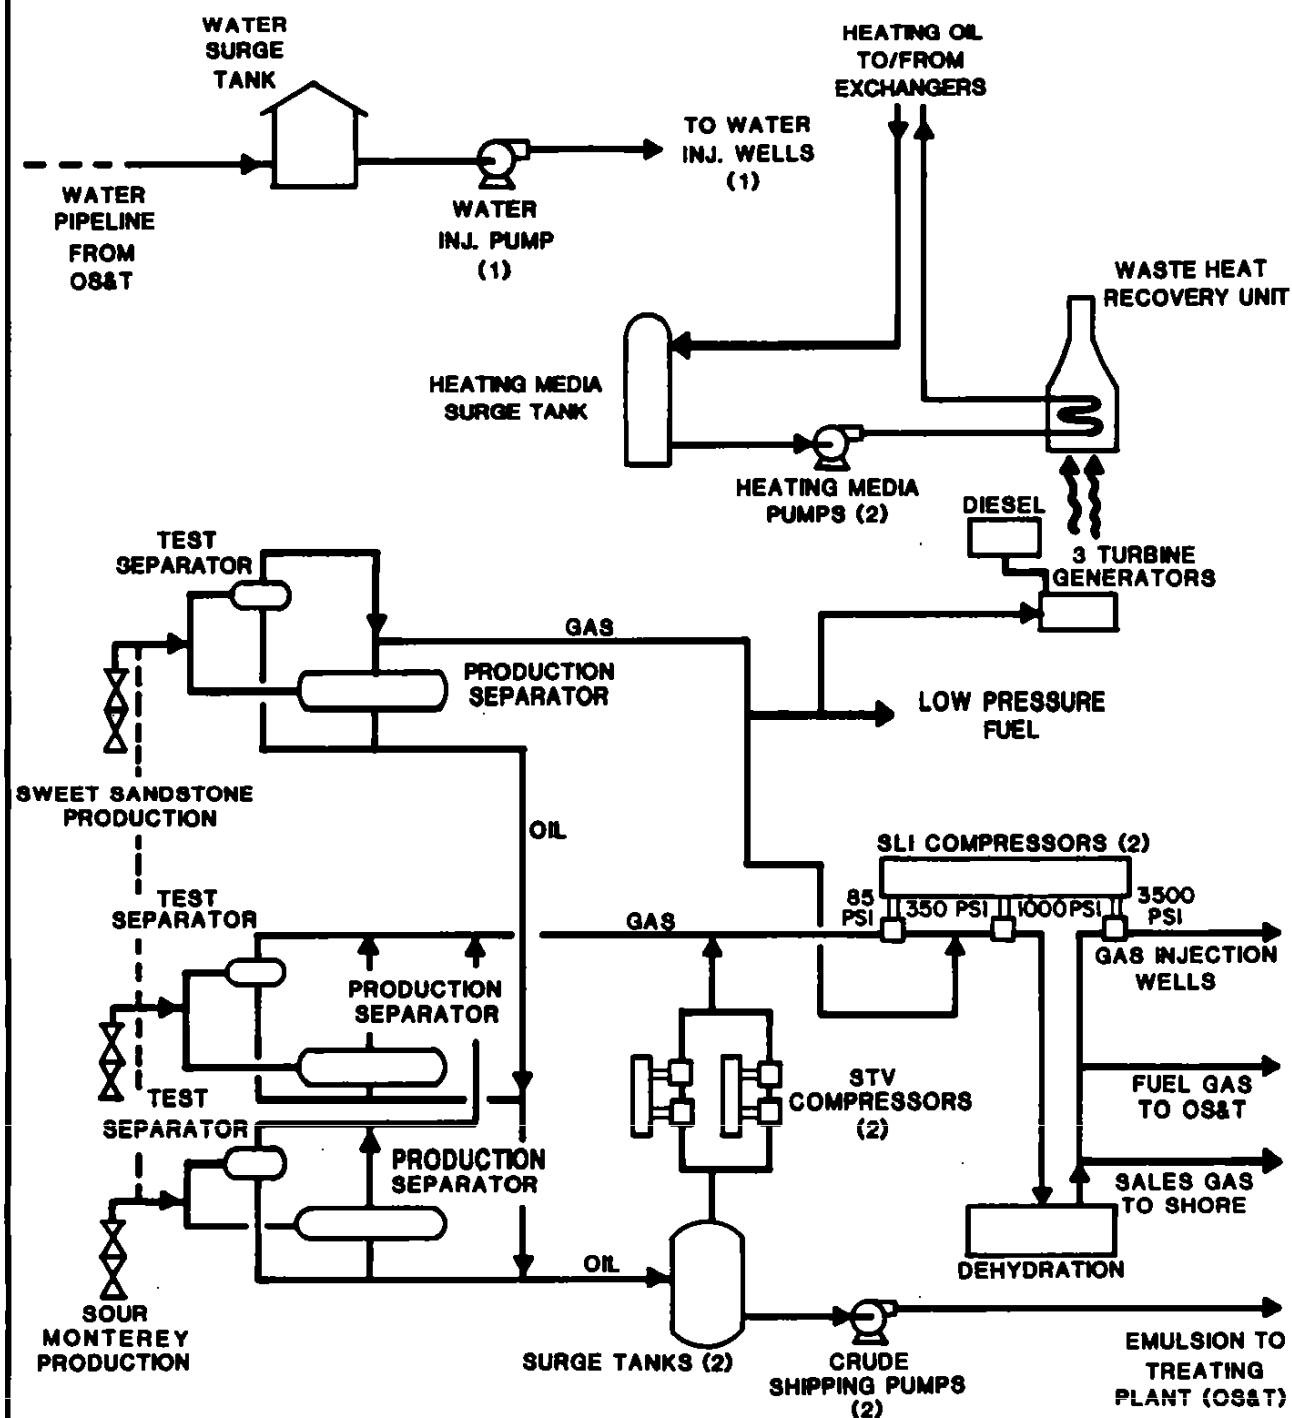 WATER
SURGE
TANK
HEATING OIL
TO/FROM
EXCHANGERS
TO WATER
INJ. WELLS
(1)
WATER
PIPELINE
FROM
OS&T
WATER
INJ. PUMP
(1)
WASTE HEAT
RECOVERY UNIT
HEATING MEDIA
SURGE TANK
HEATING MEDIA
PUMPS (2)
DIESEL
3 TURBINE
GENERATORS
TEST
SEPARATOR
GAS
PRODUCTION
SEPARATOR
LOW PRESSURE
FUEL
SWEET SANDSTONE
PRODUCTION
OIL
SLI COMPRESSORS (2)
85
PSI
350 PSI
1000 PSI
3500
PSI
TEST
SEPARATOR
GAS
GAS INJECTION
WELLS
PRODUCTION
SEPARATOR
STV
COMPRESSORS
(2)
FUEL GAS
TO OS&T
TEST
SEPARATOR
PRODUCTION
SEPARATOR
SALES GAS
TO SHORE
OIL
DEHYDRATION
SOUR
MONTEREY
PRODUCTION
SURGE TANKS (2)
CRUDE
SHIPPING PUMPS
(2)
EMULSION TO
TREATING
PLANT (OS&T)